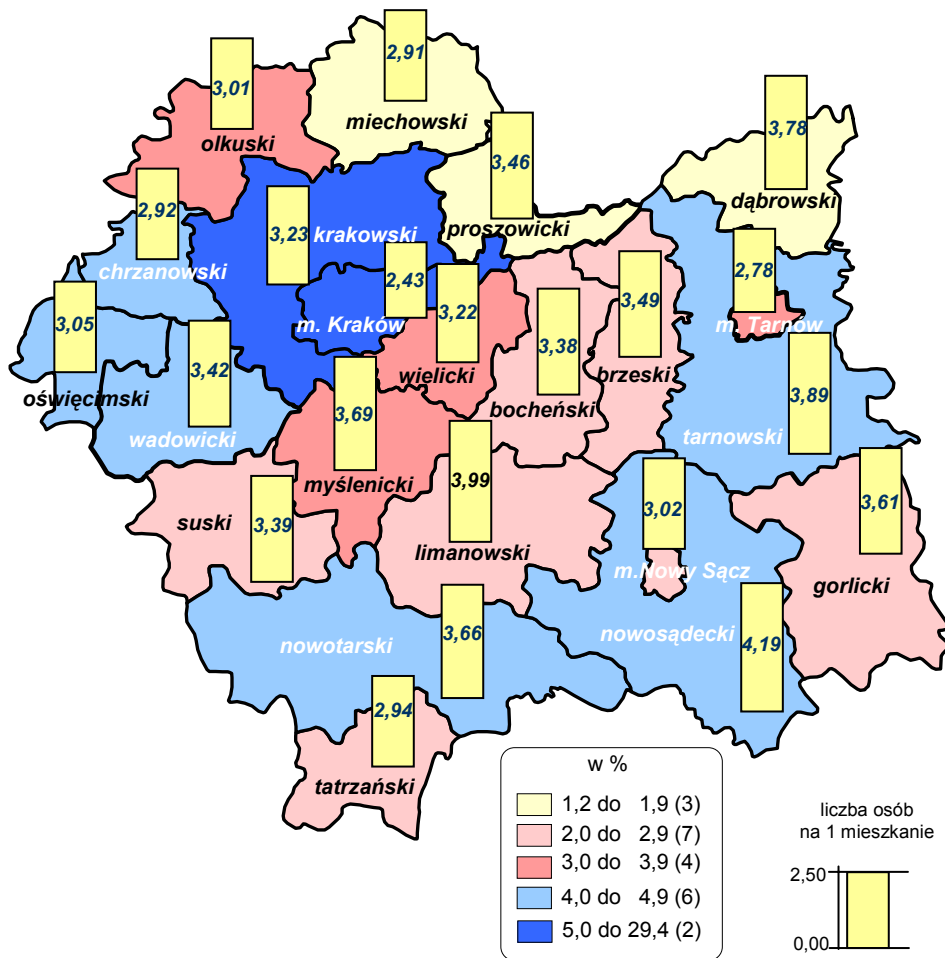 2,91
3,01
miechowski
olkuski
3,78
3,46
dąbrowski
2,92
3,23
krakowski
proszowicki
chrzanowski
2,43
2,78
3,05
m. Kraków
3,22
3,49
m. Tarnów
3,42
3,38
wielicki
brzeski
oświęcimski
bocheński
3,89
wadowicki
3,69
tarnowski
myślenicki
3,99
3,02
3,61
suski
3,39
limanowski
m.Nowy Sącz
gorlicki
nowotarski
3,66
nowosądecki
4,19
2,94
tatrzański
w %
1,2 do 1,9 (3)
2,0 do 2,9 (7)
3,0 do 3,9 (4)
4,0 do 4,9 (6)
5,0 do 29,4 (2)
liczba osób
na 1 mieszkanie
2,50
0,00